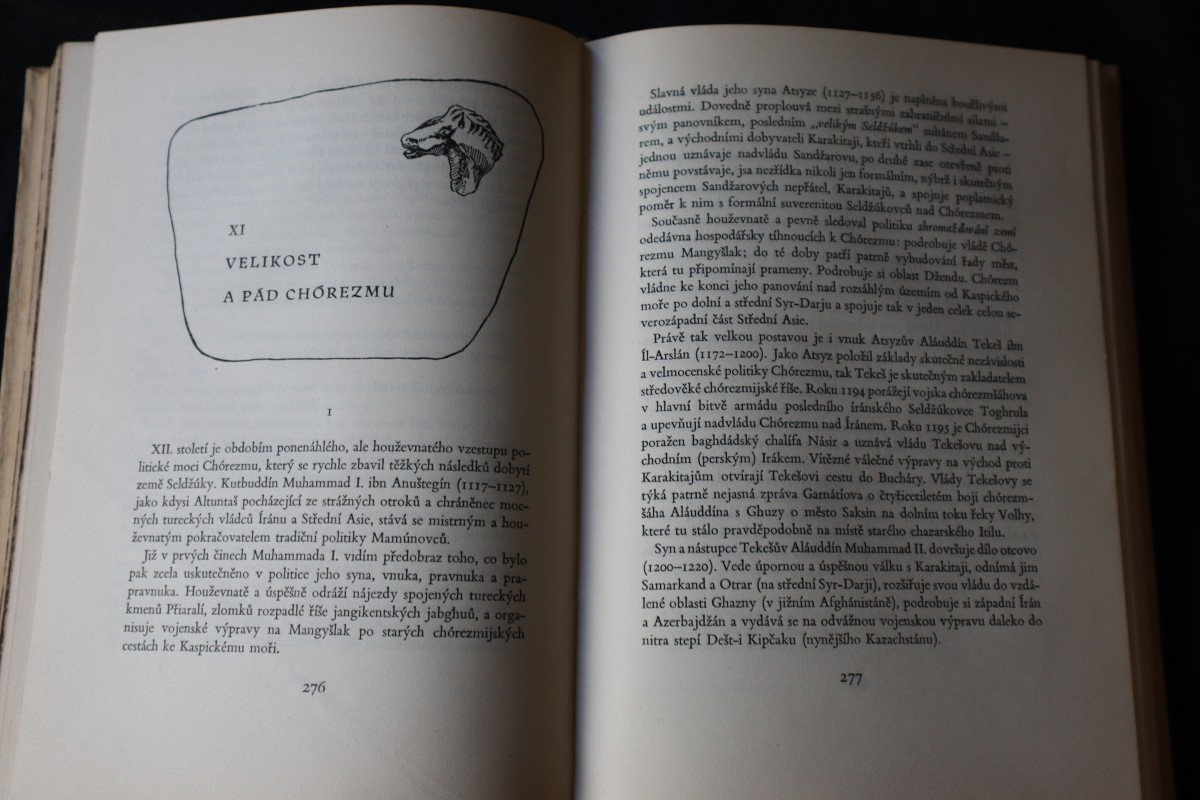 XI
VELIKOST
A PÁD CHÓREZMU
1
XII. století je obdobím ponenáhlého, ale houževnatého vzestupu po-
litické moci Chórezmu, který se rychle zbavil těžkých následků dobytí
země Seldžúky. Kutbuddín Muhammad I. ibn Anuštegín (1117–1127),
jako kdysi Altuntaš pocházející ze strážných otroků a chráněnec moc-
ných tureckých vládců Íránu a Střední Asie, stává se mistrným a hou-
ževnatým pokračovatelem tradiční politiky Mamúnovců.
Již v prvých činech Muhammada I. vidím předobraz toho, co bylo
pak zcela uskutečněno v politice jeho syna, vnuka, pravnuka a pra-
pravnuka. Houževnatě a úspěšně odráží nájezdy spojených tureckých
kmenů Přiaralí, zlomků rozpadlé říše jangikentských jabghuů, a orga-
nisuje vojenské výpravy na Mangyšlak po starých chórezmijských
cestách ke Kaspickému moři.
276
Slavná vláda jeho syna Atsyze (1127–1156) je naplněna bouřlivými
událostmi. Dovedně proplouvá mezi strašnými zahraničními silami –
svým panovníkem, posledním „velikým Seldžúkem“ sultánem Sandža-
rem, a východními dobyvateli Karakitaji, kteří vtrhli do Střední Asie –
jednou uznávaje nadvládu Sandžarovu, po druhé zase otevřeně proti
němu povstávaje, jsa nezřídka nikoli jen formálním, nýbrž i skutečným
spojencem Sandžarových nepřátel, Karakitajů, a spojuje poplatnický
poměr k nim s formální suverenitou Seldžúkovců nad Chórezmem.
Současně houževnatě a pevně sledoval politiku shromažďování zemí
odedávna hospodářsky tíhnoucích k Chórezmu: podrobuje vládě Chó-
rezmu Mangyšlak; do té doby patří patrně vybudování řady měst,
která tu připomínají prameny. Podrobuje si oblast Džendu. Chórezm
vládne ke konci jeho panování nad rozsáhlým územím od Kaspického
moře po dolní a střední Syr-Darju a spojuje tak v jeden celek celou se-
verozápadní část Střední Asie.
Právě tak velkou postavou je i vnuk Atsyzův Aláuddín Tekeš ibn
Íl-Arslán (1172–1200). Jako Atsyz položil základy skutečné nezávislosti
a velmocenské politiky Chórezmu, tak Tekeš je skutečným zakladatelem
středověké chórezmijské říše. Roku 1194 porážejí vojska chórezmšáhova
v hlavní bitvě armádu posledního íránského Seldžúkovce Toghrula
a upevňují nadvládu Chórezmu nad Íránem. Roku 1195 je Chórezmijci
poražen baghdádský chalífa Násir a uznává vládu Tekešovu nad vý-
chodním (perským) Irákem. Vítězné válečné výpravy na východ proti
Karakitajům otvírají Tekešovi cestu do Bucháry. Vlády Tekešovy se
týká patrně nejasná zpráva Garnátíova o čtyřicetiletém boji chórezm-
šáha Aláuddína s Ghuzy o město Saksin na dolním toku řeky Volhy,
které tu stálo pravděpodobně na místě starého chazarského Itilu.
Syn a nástupce Tekešův Aláuddín Muhammad II. dovršuje dílo otcovo
(1200–1220). Vede úpornou a úspěšnou válku s Karakitaji, odnímá jim
Samarkand a Otrar (na střední Syr-Darji), rozšiřuje svou vládu do vzdá-
lené oblasti Ghazny (v jižním Afghánistáně), podrobuje si západní Írán
a Azerbajdžán a vydává se na odvážnou vojenskou výpravu daleko do
nitra stepí Dešt-i Kipčaku (nynějšího Kazachstánu).
277